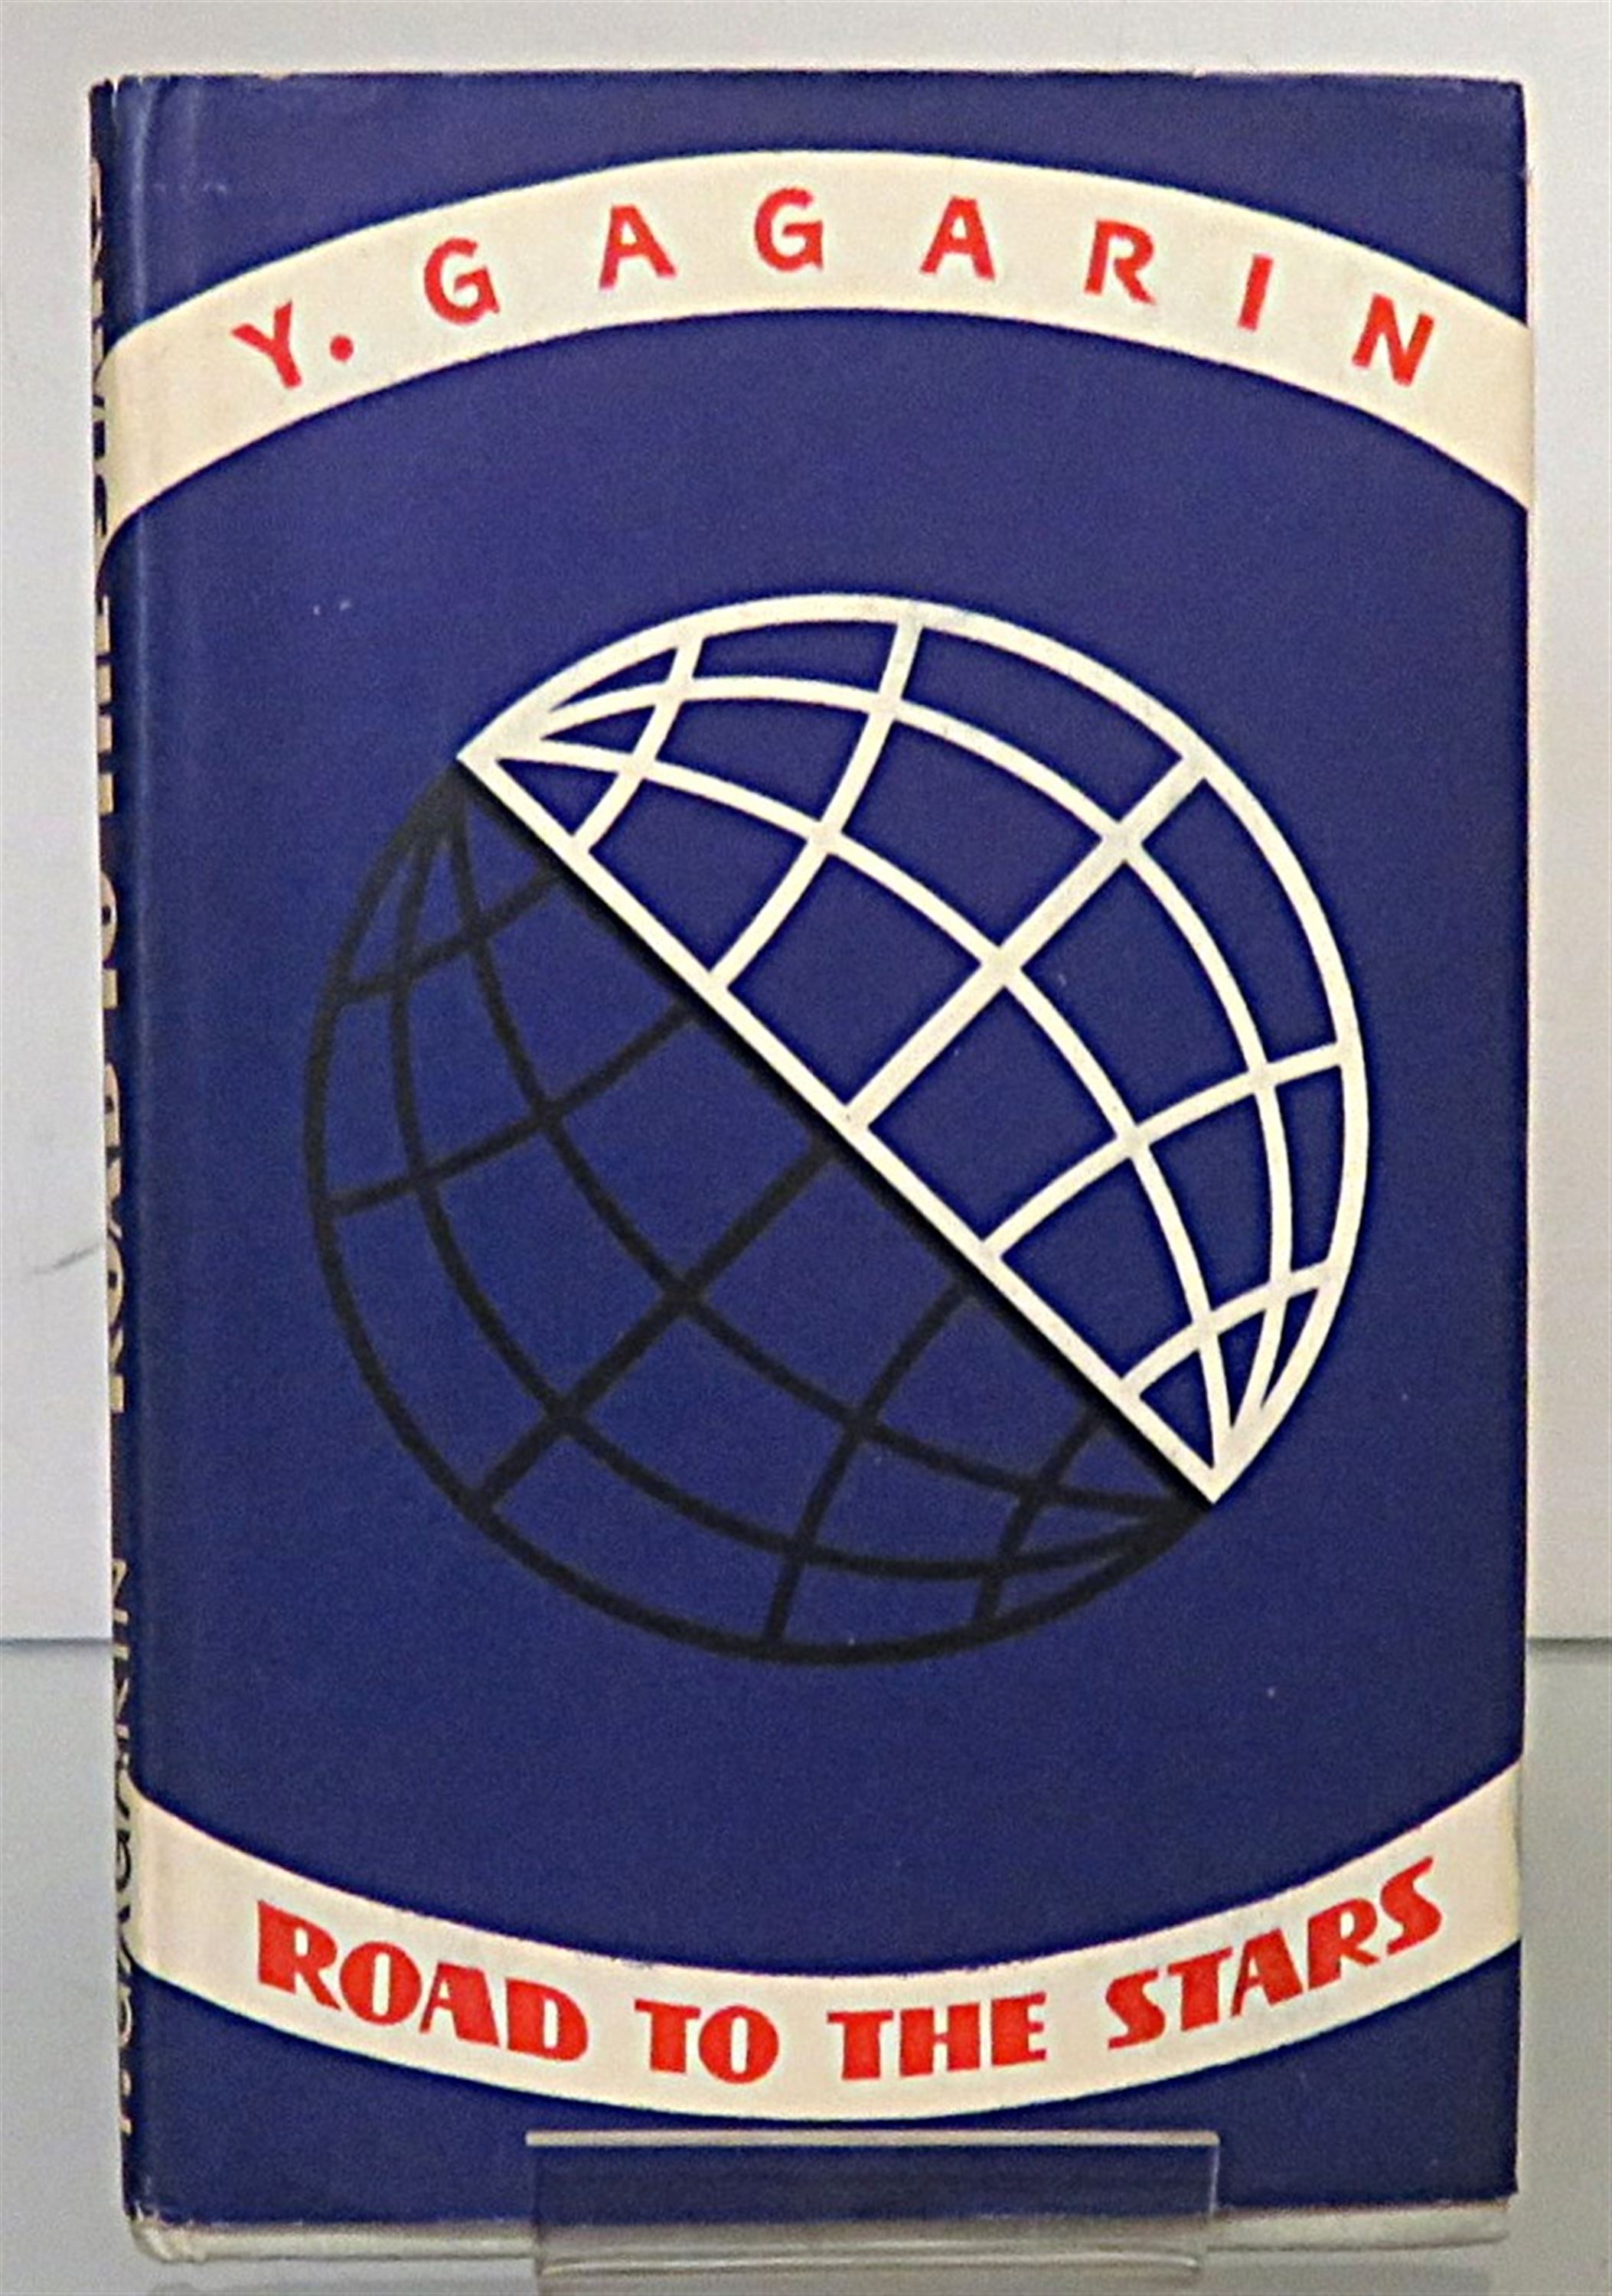 Y. GAGARIN
ROAD TO THE STARS